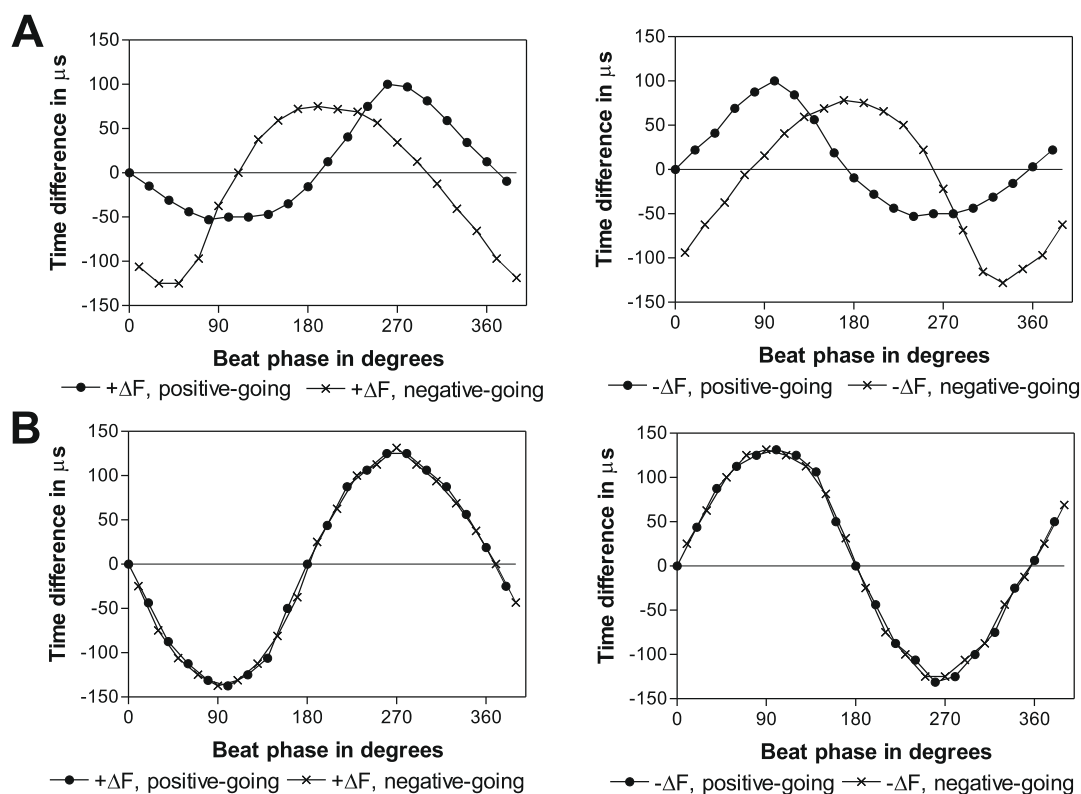 A
Time difference in μs
150
100
50
0
-50
-100
-150
0 90 180 270 360
Beat phase in degrees
+ΔF, positive-going +ΔF, negative-going
Time difference in μs
150
100
50
0
-50
-100
-150
0 90 180 270 360
Beat phase in degrees
-ΔF, positive-going -ΔF, negative-going
B
Time difference in μs
150
100
50
0
-50
-100
-150
0 90 180 270 360
Beat phase in degrees
+ΔF, positive-going +ΔF, negative-going
Time difference in μs
150
100
50
0
-50
-100
-150
0 90 180 270 360
Beat phase in degrees
-ΔF, positive-going -ΔF, negative-going